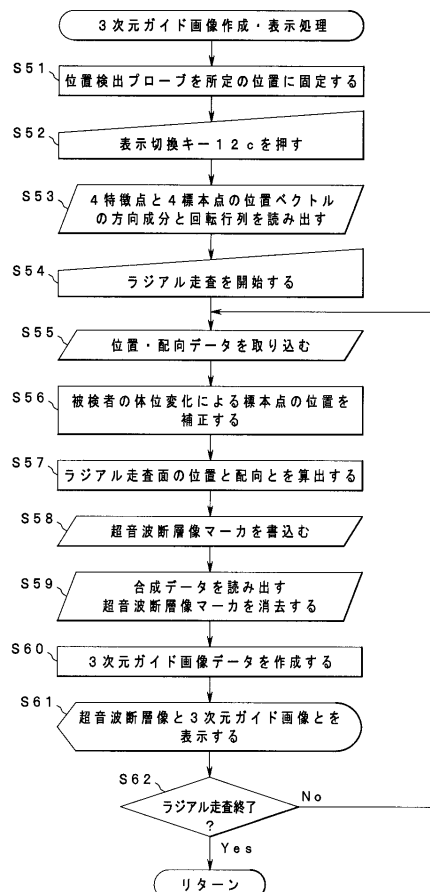 3次元ガイド画像作成・表示処理
S51
位置検出プローブを所定の位置に固定する
S52
表示切換キー12cを押す
S53
4特徴点と4標本点の位置ベクトル
の方向成分と回転行列を読み出す
S54
ラジアル走査を開始する
S55
位置・配向データを取り込む
S56
被検者の体位変化による標本点の位置を
補正する
S57
ラジアル走査面の位置と配向とを算出する
S58
超音波断層像マーカを書込む
S59
合成データを読み出す
超音波断層像マーカを消去する
S60
3次元ガイド画像データを作成する
S61
超音波断層像と3次元ガイド画像とを
表示する
S62
ラジアル走査終了
?
No
Yes
リターン